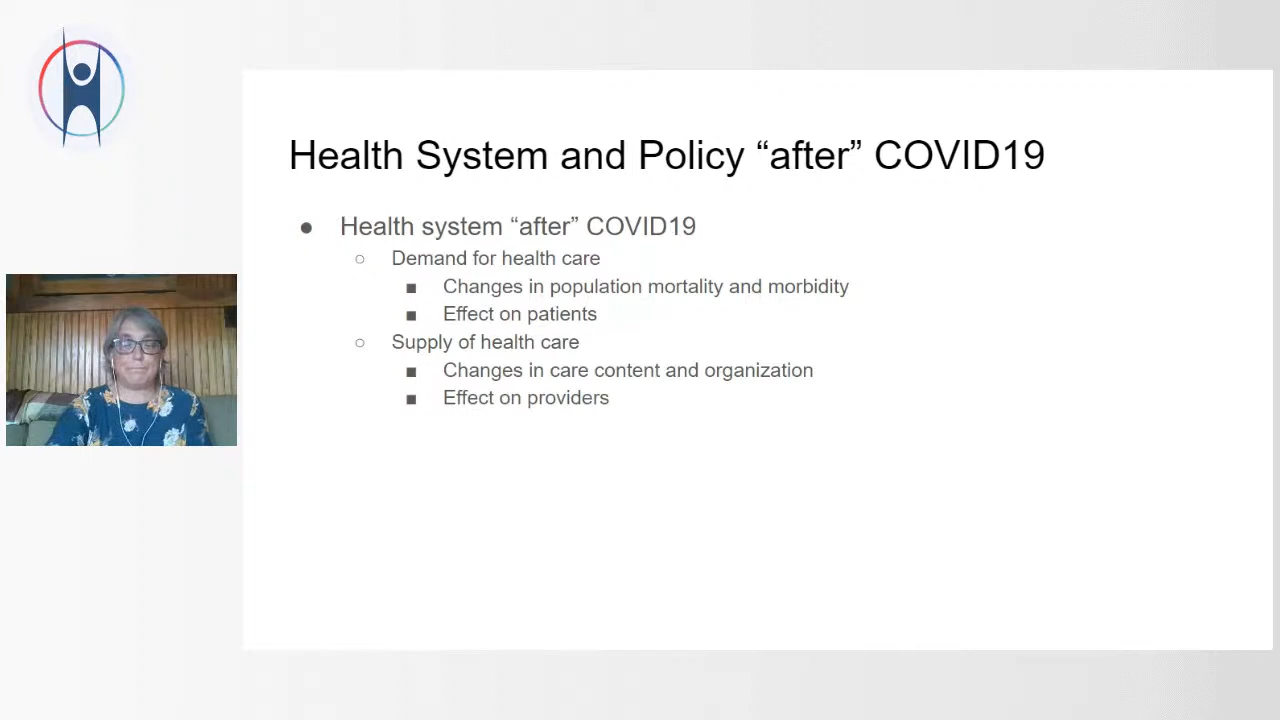 Health System and Policy “after” COVID19
● Health system “after” COVID19
○ Demand for health care
■ Changes in population mortality and morbidity
■ Effect on patients
○ Supply of health care
■ Changes in care content and organization
■ Effect on providers